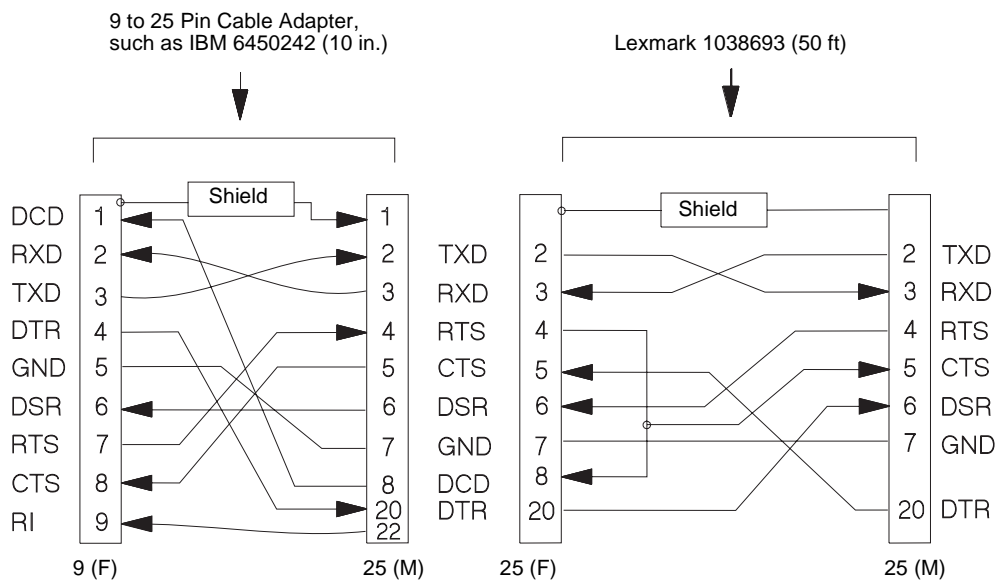 9 to 25 Pin Cable Adapter,
such as IBM 6450242 (10 in.)
Lexmark 1038693 (50 ft)
Shield
Shield
DCD 1 1
RXD 2 2 TXD 2 2 TXD
TXD 3 3 RXD 3 3 RXD
DTR 4 4 RTS 4 4 RTS
GND 5 5 CTS 5 5 CTS
DSR 6 6 DSR 6 6 DSR
RTS 7 7 GND 7 7 GND
CTS 8 8 DCD 8
20 DTR 20 20 DTR
RI 9 22
9 (F) 25 (M) 25 (F) 25 (M)